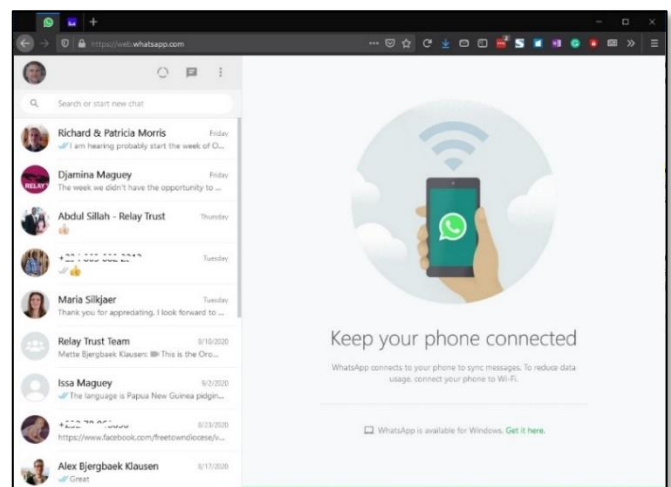 https://web.whatsapp.com
Search or start new chat
Richard & Patricia Morris Friday
I am hearing probably start the week of O...
Djamina Maguey Friday
The week we didn't have the opportunity to ...
RELAY
Abdul Sillah - Relay Trust Thursday
Tuesday
Maria Silkjaer Tuesday
Thank you for appredating. I look forward to ...
Relay Trust Team 9/10/2020
Mette Bjergbaek Klausen: This is the Oro...
Issa Maguey 9/2/2020
The language is Papua New Guinea pidgin...
8/23/2020
https://www.facebook.com/freetowndiocese/v...
Alex Bjergbaek Klausen 8/17/2020
Great
Keep your phone connected
WhatsApp connects to your phone to sync messages. To reduce data
usage, connect your phone to Wi-Fi.
WhatsApp is available for Windows. Get it here.